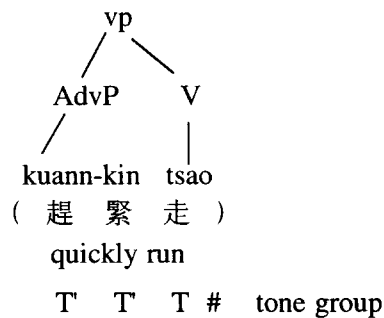 vp
AdvP V
kuann-kin tsao
( 趕 緊 走 )
quickly run
T' T' T # tone group